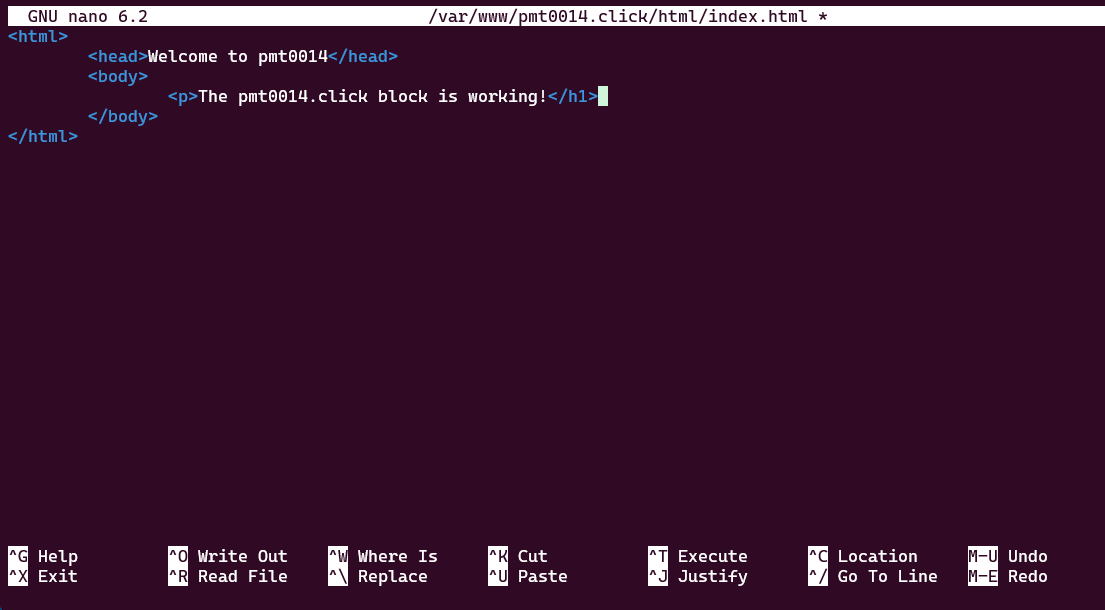 GNU nano 6.2 /var/www/pmt0014.click/html/index.html *
<html>
<head>Welcome to pmt0014</head>
<body>
<p>The pmt0014.click block is working!</h1>
</body>
</html>
^G Help ^O Write Out ^W Where Is ^K Cut ^T Execute ^C Location M-U Undo
^X Exit ^R Read File ^\ Replace ^U Paste ^J Justify ^/ Go To Line M-E Redo